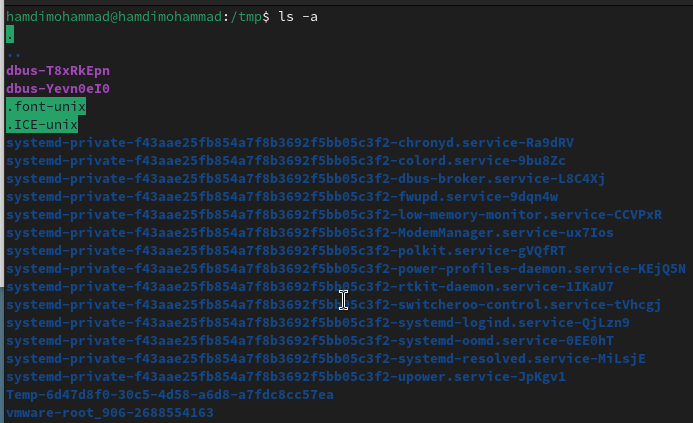 hamdimohammad@hamdimohammad:/tmp$ ls -a
.
..
dbus-T8xRkEpn
dbus-Yevn0eI0
.font-unix
.ICE-unix
systemd-private-f43aae25fb854a7f8b3692f5bb05c3f2-chronyd.service-Ra9dRV
systemd-private-f43aae25fb854a7f8b3692f5bb05c3f2-colord.service-9bu8Zc
systemd-private-f43aae25fb854a7f8b3692f5bb05c3f2-dbus-broker.service-L8C4Xj
systemd-private-f43aae25fb854a7f8b3692f5bb05c3f2-fwupd.service-9dqn4w
systemd-private-f43aae25fb854a7f8b3692f5bb05c3f2-low-memory-monitor.service-CCVPxR
systemd-private-f43aae25fb854a7f8b3692f5bb05c3f2-ModemManager.service-ux7Ios
systemd-private-f43aae25fb854a7f8b3692f5bb05c3f2-polkit.service-gVQfRT
systemd-private-f43aae25fb854a7f8b3692f5bb05c3f2-power-profiles-daemon.service-KEjQ5N
systemd-private-f43aae25fb854a7f8b3692f5bb05c3f2-rtkit-daemon.service-1IKaU7
systemd-private-f43aae25fb854a7f8b3692f5bb05c3f2-switcheroo-control.service-tVhcgj
systemd-private-f43aae25fb854a7f8b3692f5bb05c3f2-systemd-logind.service-QjLzn9
systemd-private-f43aae25fb854a7f8b3692f5bb05c3f2-systemd-oomd.service-0EE0hT
systemd-private-f43aae25fb854a7f8b3692f5bb05c3f2-systemd-resolved.service-MiLsjE
systemd-private-f43aae25fb854a7f8b3692f5bb05c3f2-upower.service-JpKgv1
Temp-6d47d8f0-30c5-4d58-a6d8-a7fdc8cc57ea
vmware-root_906-2688554163